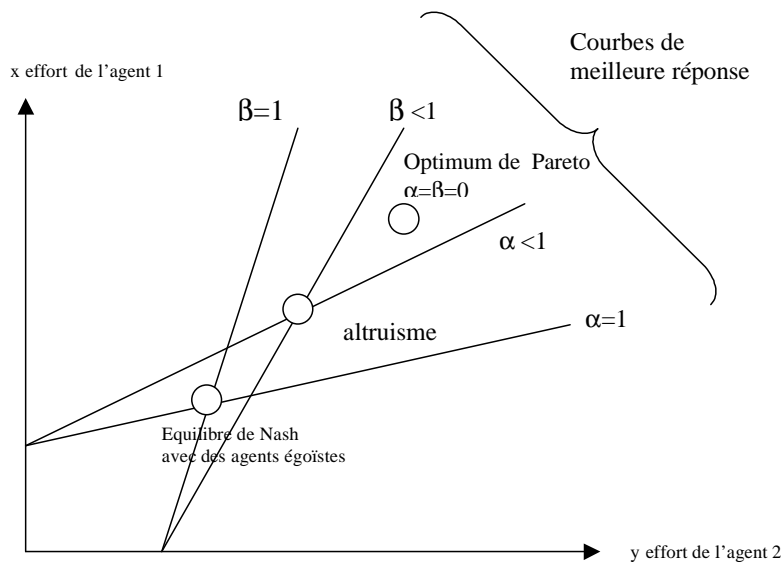 Courbes de
meilleure réponse
x effort de l'agent 1
β=1
β <1
Optimum de Pareto
α=β=0
α <1
α=1
altruisme
Equilibre de Nash
avec des agents égoïstes
y effort de l'agent 2